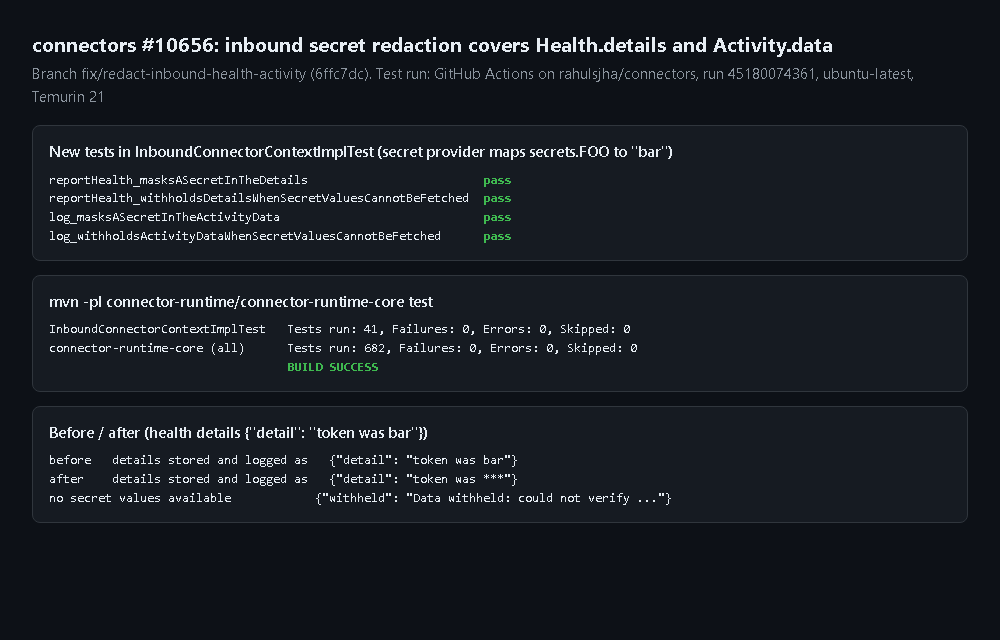 connectors #10656: inbound secret redaction covers Health.details and Activity.data
Branch fix/redact-inbound-health-activity (6ffc7dc). Test run: GitHub Actions on rahulsjha/connectors, run 45180074361, ubuntu-latest,
Temurin 21
New tests in InboundConnectorContextImplTest (secret provider maps secrets.FOO to "bar")
reportHealth_masksASecretInTheDetails pass
reportHealth_withholdsDetailsWhenSecretValuesCannotBeFetched pass
log_masksASecretInTheActivityData pass
log_withholdsActivityDataWhenSecretValuesCannotBeFetched pass
mvn -pl connector-runtime/connector-runtime-core test
InboundConnectorContextImplTest Tests run: 41, Failures: 0, Errors: 0, Skipped: 0
connector-runtime-core (all) Tests run: 682, Failures: 0, Errors: 0, Skipped: 0
BUILD SUCCESS
Before / after (health details {"detail": "token was bar"})
before details stored and logged as {"detail": "token was bar"}
after details stored and logged as {"detail": "token was ***"}
no secret values available {"withheld": "Data withheld: could not verify ..."}